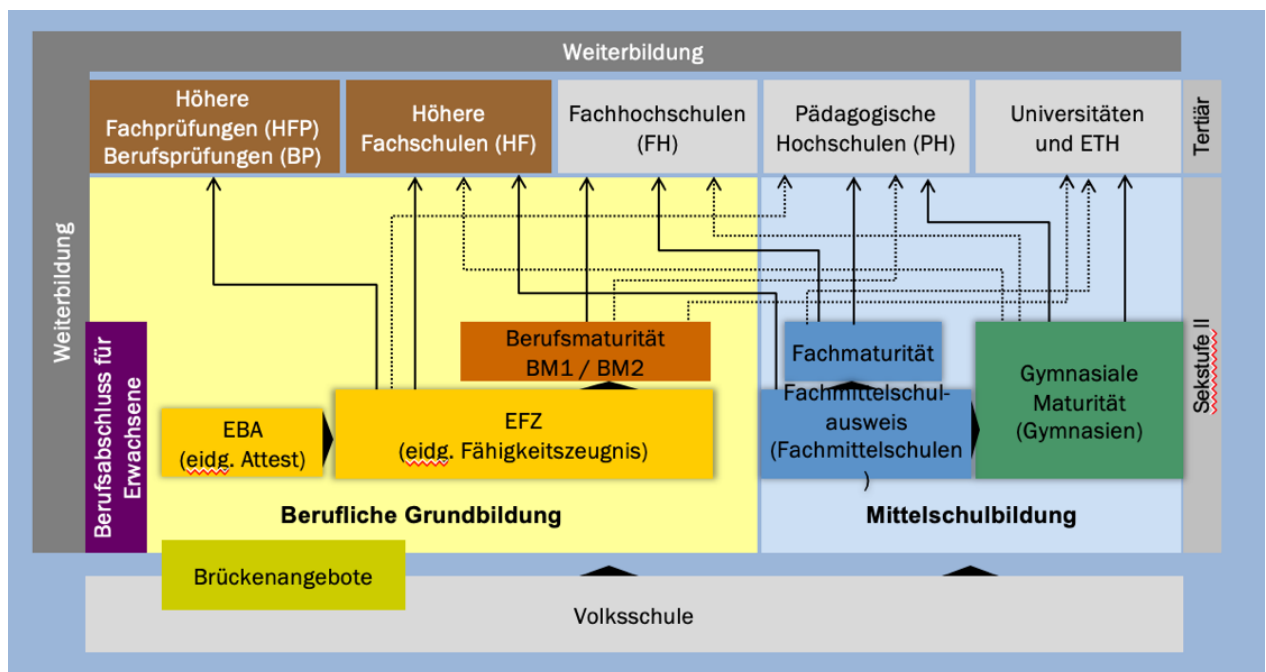 Weiterbildung
Höhere
Fachprüfungen (HFP)
Berufsprüfungen (BP)
Höhere
Fachschulen (HF)
Fachhochschulen
(FH)
Pädagogische
Hochschulen (PH)
Universitäten
und ETH
Tertiär
Weiterbildung
Berufsabschluss für
Erwachsene
Berufsmaturität
BM1 / BM2
Fachmaturität
Gymnasiale
Maturität
(Gymnasien)
Sekstufe II
EBA
(eidg. Attest)
EFZ
(eidg. Fähigkeitszeugnis)
Fachmittelschul-
ausweis
(Fachmittelschulen
)
Berufliche Grundbildung
Mittelschulbildung
Brückenangebote
Volksschule